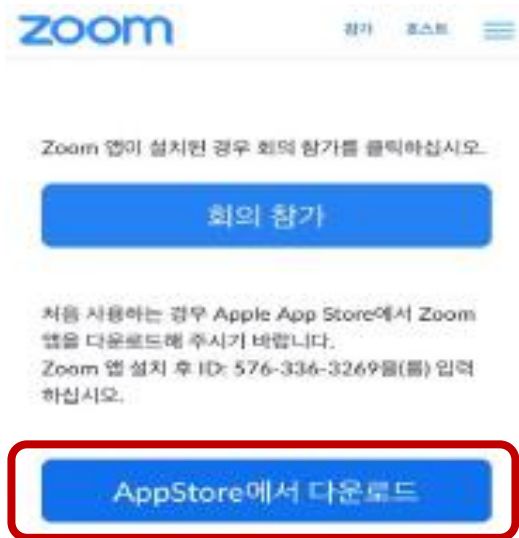 zoom 참가 호스트
Zoom 앱이 설치된 경우 회의 참가를 클릭하십시오.
회의 참가
처음 사용하는 경우 Apple App Store에서 Zoom
앱을 다운로드해 주시기 바랍니다.
Zoom 앱 설치 후 ID: 576-336-3269을(를) 입력
하십시오.
AppStore에서 다운로드